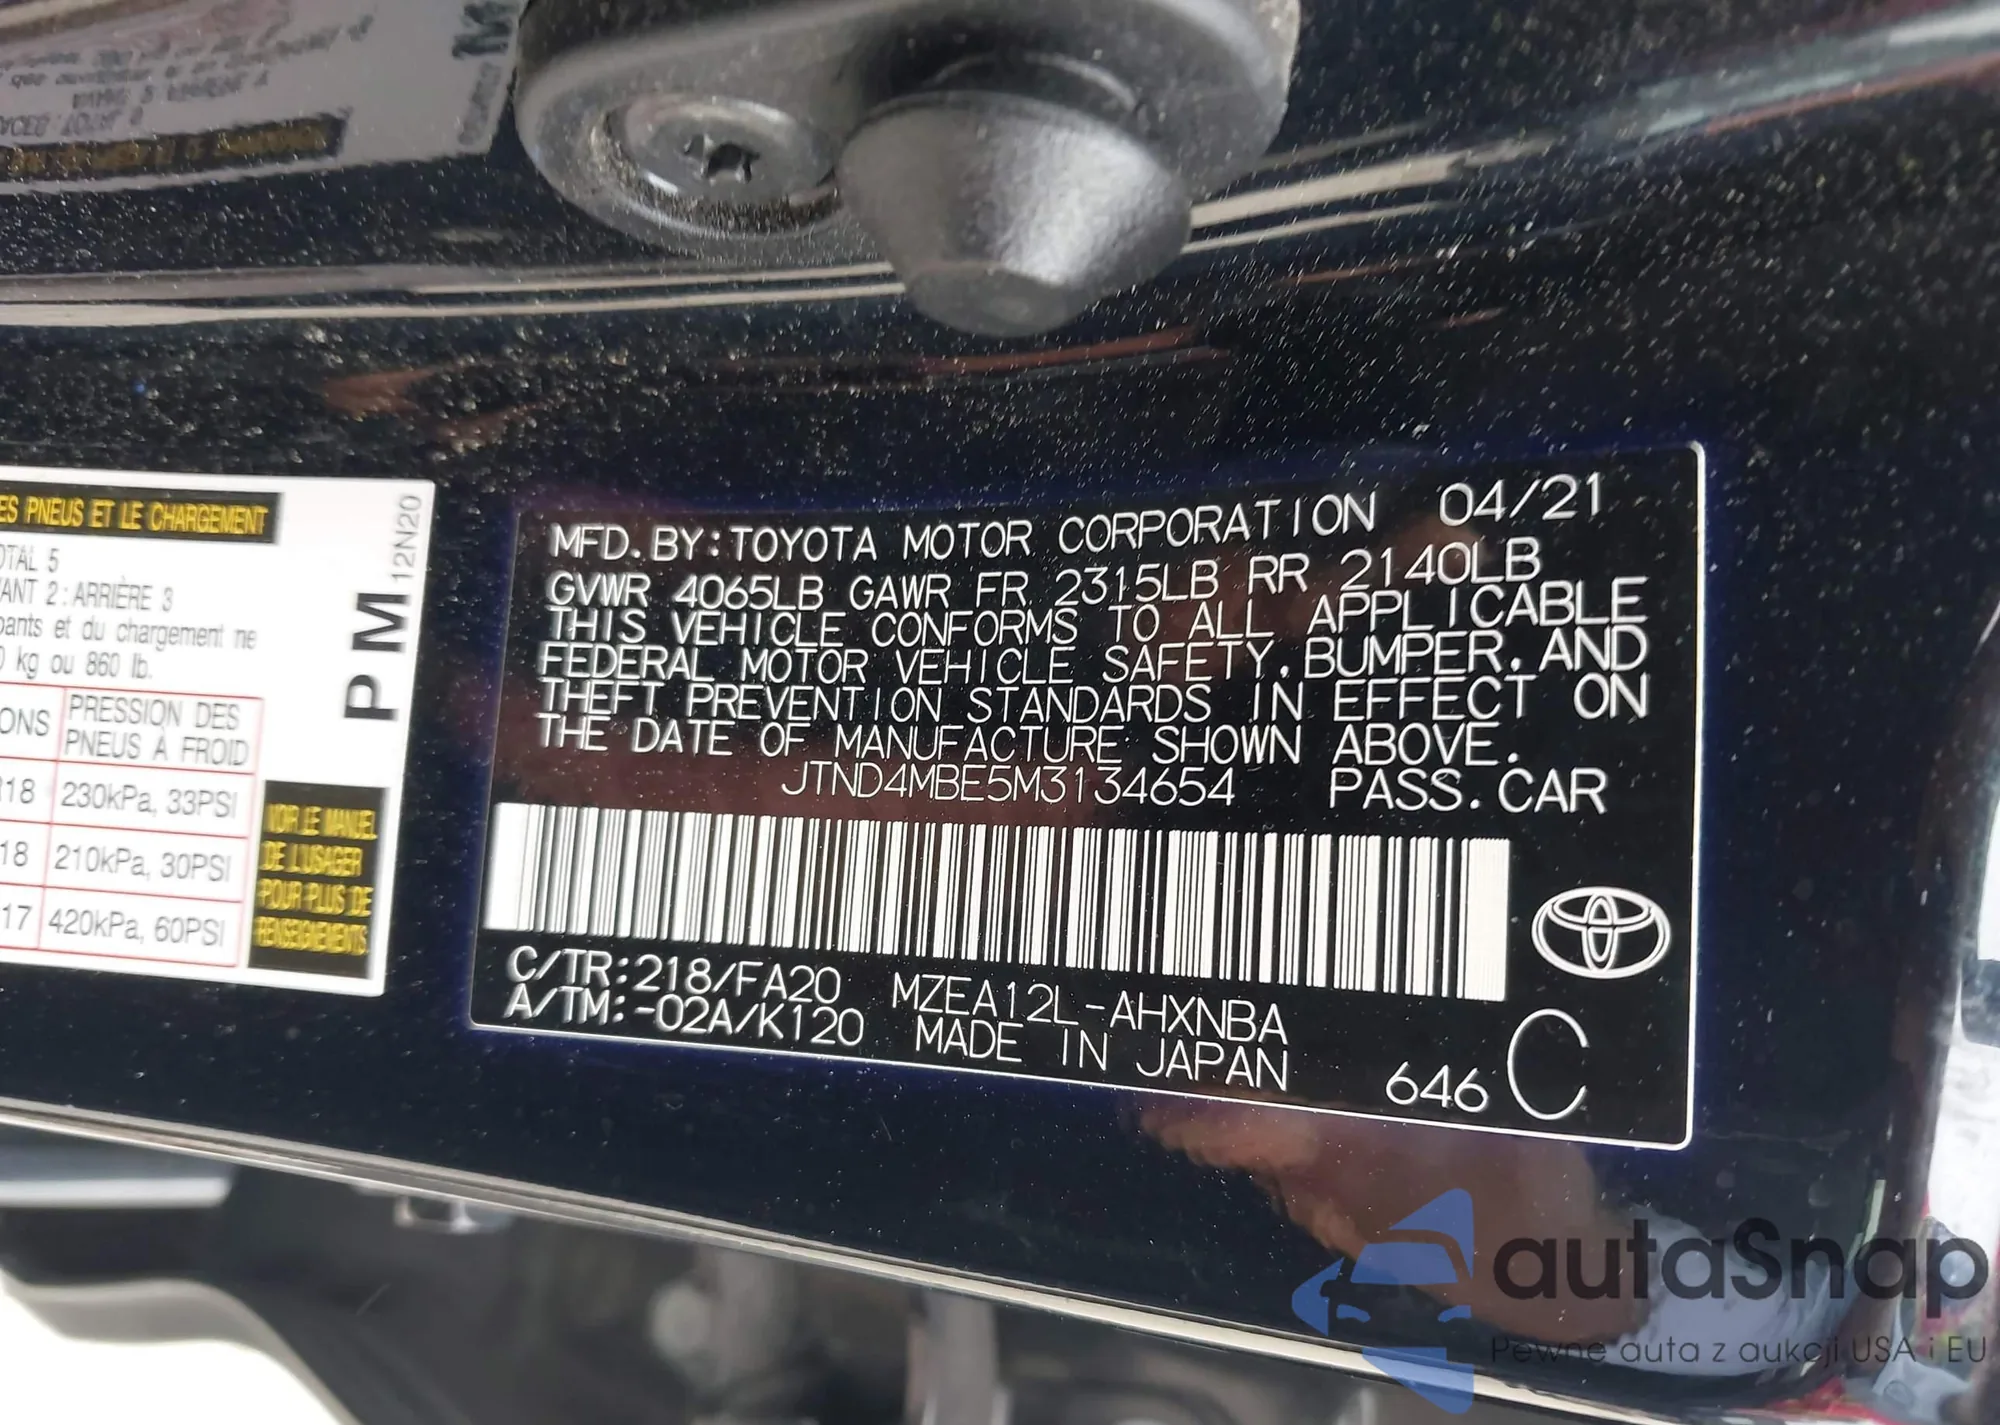 ES PNEUS ET LE CHARGEMENT
OTAL 5
VANT 2 : ARRIÈRE 3
pants et du chargement ne
0 kg ou 860 lb.
ONS PRESSION DES
PNEUS À FROID
R18 230kPa, 33PSI
18 210kPa, 30PSI
17 420kPa, 60PSI
VOIR LE MANUEL
DE L'USAGER
POUR PLUS DE
RENSEIGNEMENTS
PM 12N20
MFD. BY: TOYOTA MOTOR CORPORATION 04/21
GVWR 4065LB GAWR FR 2315LB RR 2140LB
THIS VEHICLE CONFORMS TO ALL APPLICABLE
FEDERAL MOTOR VEHICLE SAFETY, BUMPER, AND
THEFT PREVENTION STANDARDS IN EFFECT ON
THE DATE OF MANUFACTURE SHOWN ABOVE.
JTND4MBE5M3134654 PASS. CAR
C/TR: 218/FA20 MZEA12L-AHXNBA
A/TM: -02A/K120 MADE IN JAPAN 646 C
autaSnap
Pewne auta z aukcji USA i EU